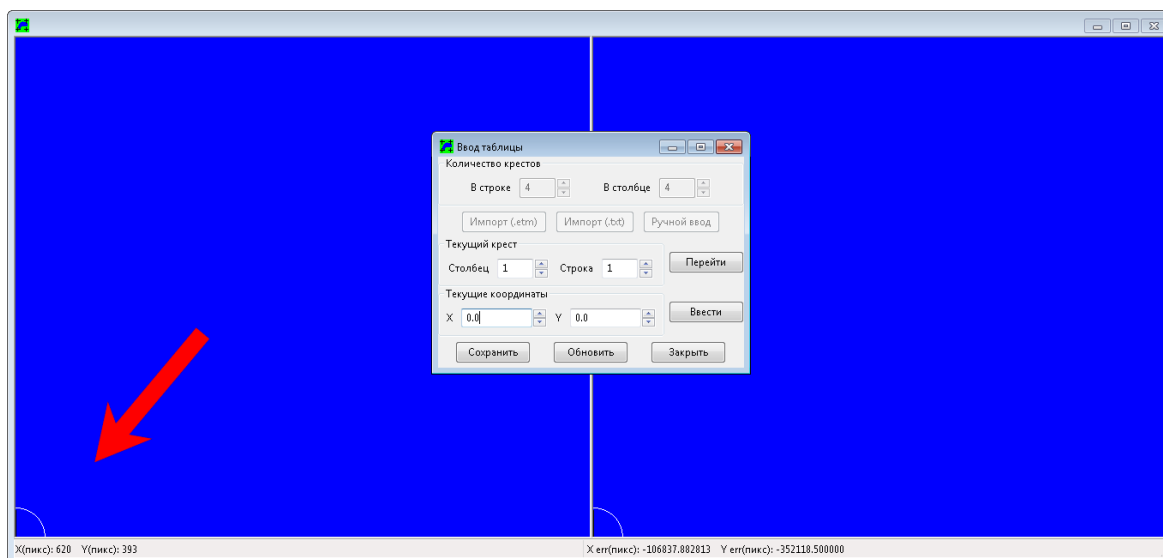 Ввод таблицы
Количество крестов
В строке 4 В столбце 4
Импорт (.etm) Импорт (.txt) Ручной ввод
Текущий крест
Столбец 1 Строка 1 Перейти
Текущие координаты
X 0.0 Y 0.0 Ввести
Сохранить Обновить Закрыть
X(пикс): 620 Y(пикс): 393 X err(пикс): -106837.882813 Y err(пикс): -352118.500000